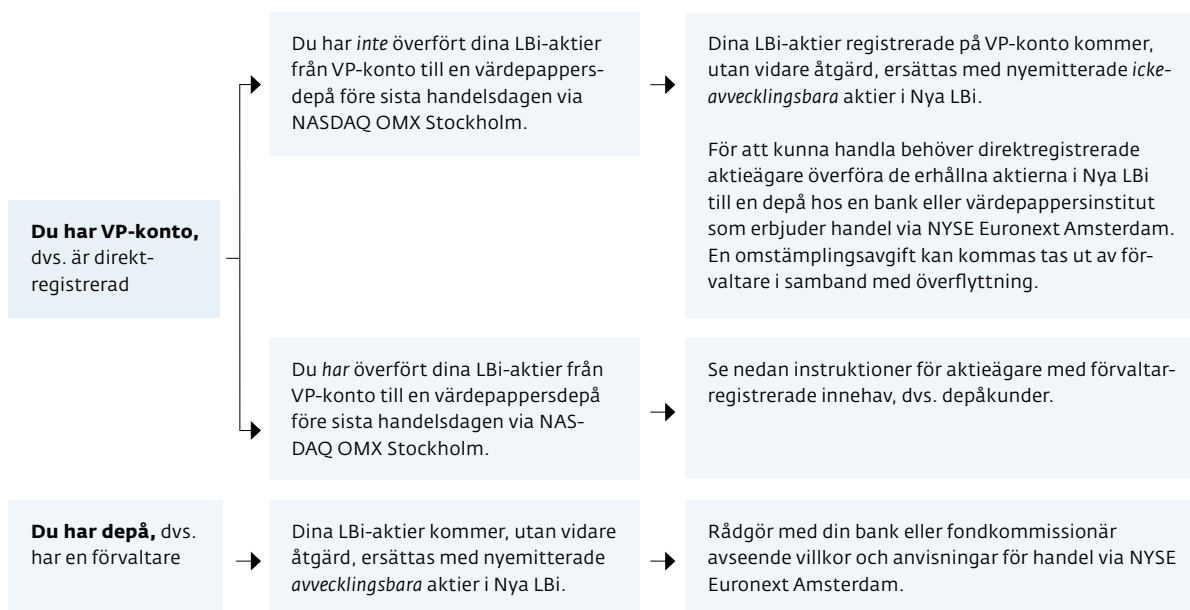 Du har VP-konto,
dvs. är direkt-
registrerad
Du har inte överfört dina LBi-aktier
från VP-konto till en värdepappers-
depå före sista handelsdagen via
NASDAQ OMX Stockholm.
Dina LBi-aktier registrerade på VP-konto kommer,
utan vidare åtgärd, ersättas med nyemitterade icke-
avvecklingsbara aktier i Nya LBi.
För att kunna handla behöver direktregistrerade
aktieägare överföra de erhållna aktierna i Nya LBi
till en depå hos en bank eller värdepappersinstitut
som erbjuder handel via NYSE Euronext Amsterdam.
En omstämplingsavgift kan kommas tas ut av för-
valtare i samband med överflyttning.
Du har överfört dina LBi-aktier från
VP-konto till en värdepappersdepå
före sista handelsdagen via NAS-
DAQ OMX Stockholm.
Se nedan instruktioner för aktieägare med förvaltar-
registrerade innehav, dvs. depåkunder.
Du har depå, dvs.
har en förvaltare
Dina LBi-aktier kommer, utan vidare
åtgärd, ersättas med nyemitterade
avvecklingsbara aktier i Nya LBi.
Rådgör med din bank eller fondkommissionär
avseende villkor och anvisningar för handel via NYSE
Euronext Amsterdam.